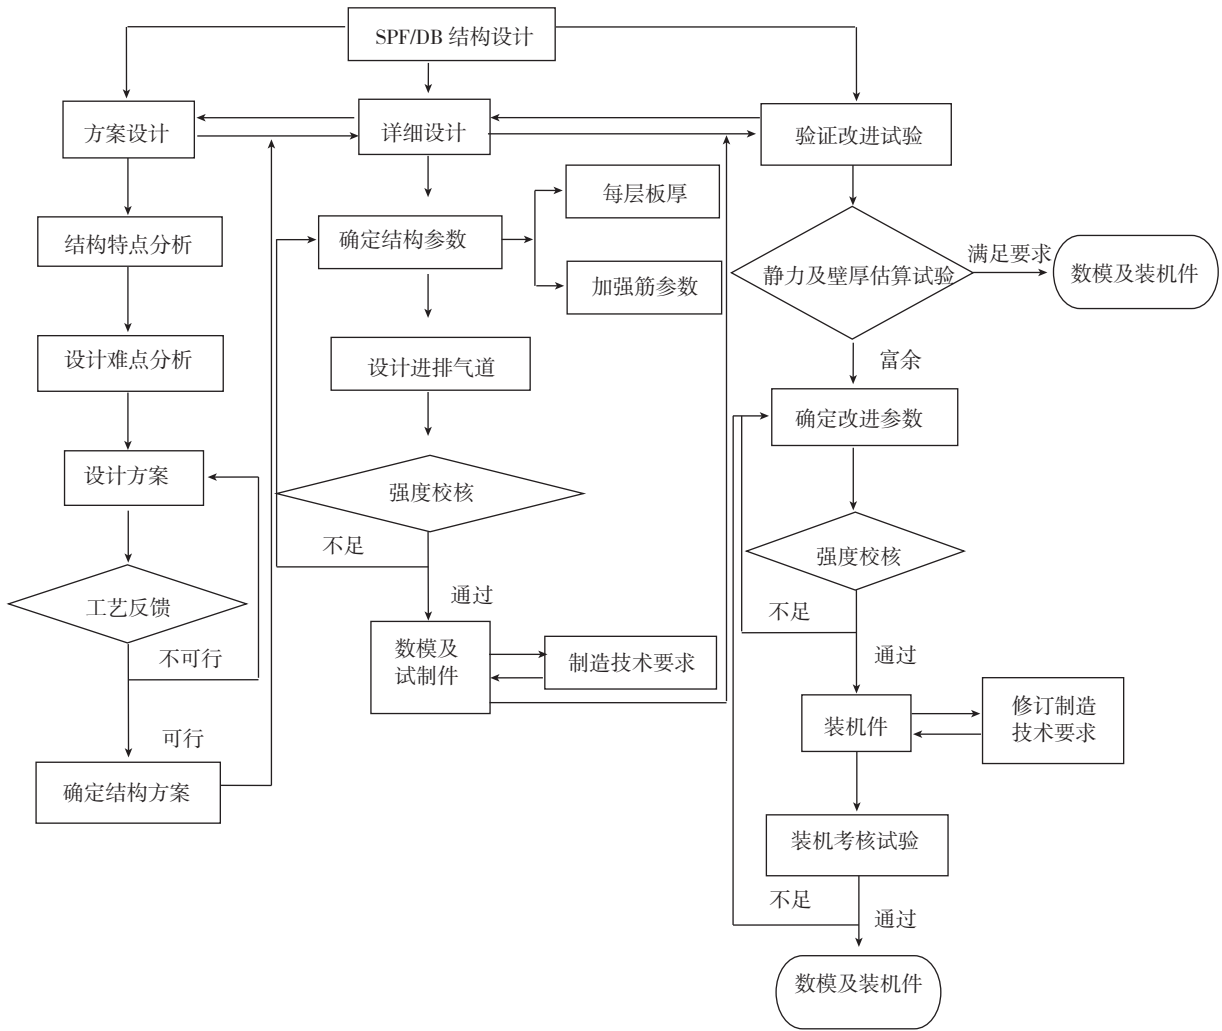 SPF/DB 结构设计
方案设计
详细设计
验证改进试验
结构特点分析
设计难点分析
设计方案
工艺反馈
不可行
可行
确定结构方案
确定结构参数
每层板厚
加强筋参数
设计进排气道
强度校核
不足
通过
数模及
试制件
制造技术要求
静力及壁厚估算试验
满足要求
数模及装机件
富余
确定改进参数
强度校核
不足
通过
装机件
修订制造
技术要求
装机考核试验
不足
通过
数模及装机件